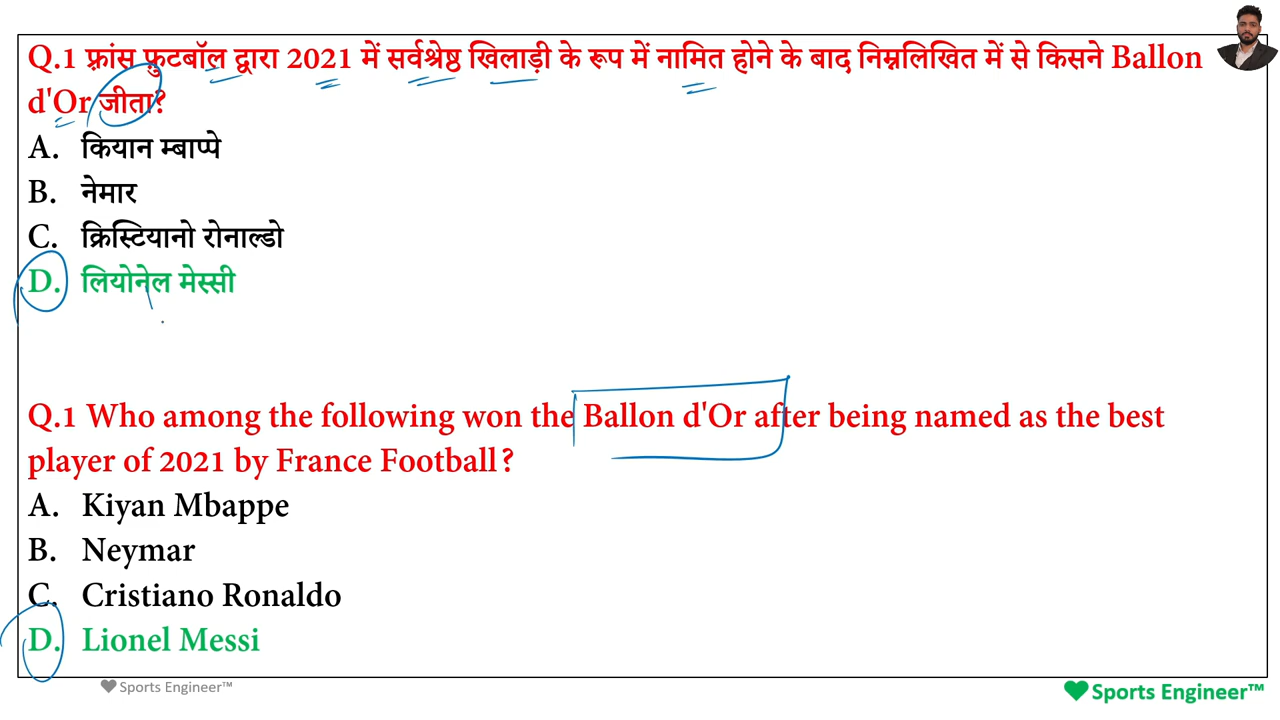 Q.1 फ़्रांस फ़ुटबॉल द्वारा 2021 में सर्वश्रेष्ठ खिलाड़ी के रूप में नामित होने के बाद निम्नलिखित में से किसने Ballon
d'Or जीता?
A. कियान म्बाप्पे
B. नेमार
C. क्रिस्टियानो रोनाल्डो
D. लियोनेल मेस्सी
Q.1 Who among the following won the Ballon d'Or after being named as the best
player of 2021 by France Football?
A. Kiyan Mbappe
B. Neymar
C. Cristiano Ronaldo
D. Lionel Messi
Sports Engineer™
Sports Engineer™